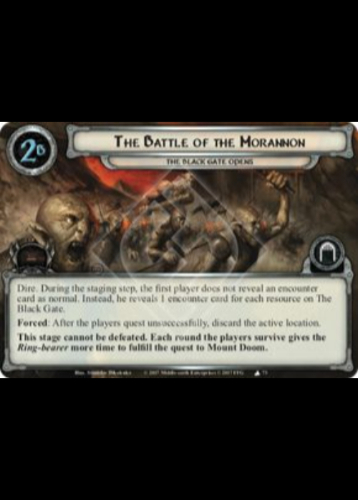 2B
THE BATTLE OF THE MORANNON
THE BLACK GATE OPENS
Dire. During the staging step, the first player does not reveal an encounter
card as normal. Instead, he reveals 1 encounter card for each resource on The
Black Gate.
Forced: After the players quest unsuccessfully, discard the active location.
This stage cannot be defeated. Each round the players survive gives the
Ring-bearer more time to fulfill the quest to Mount Doom.
Illus.